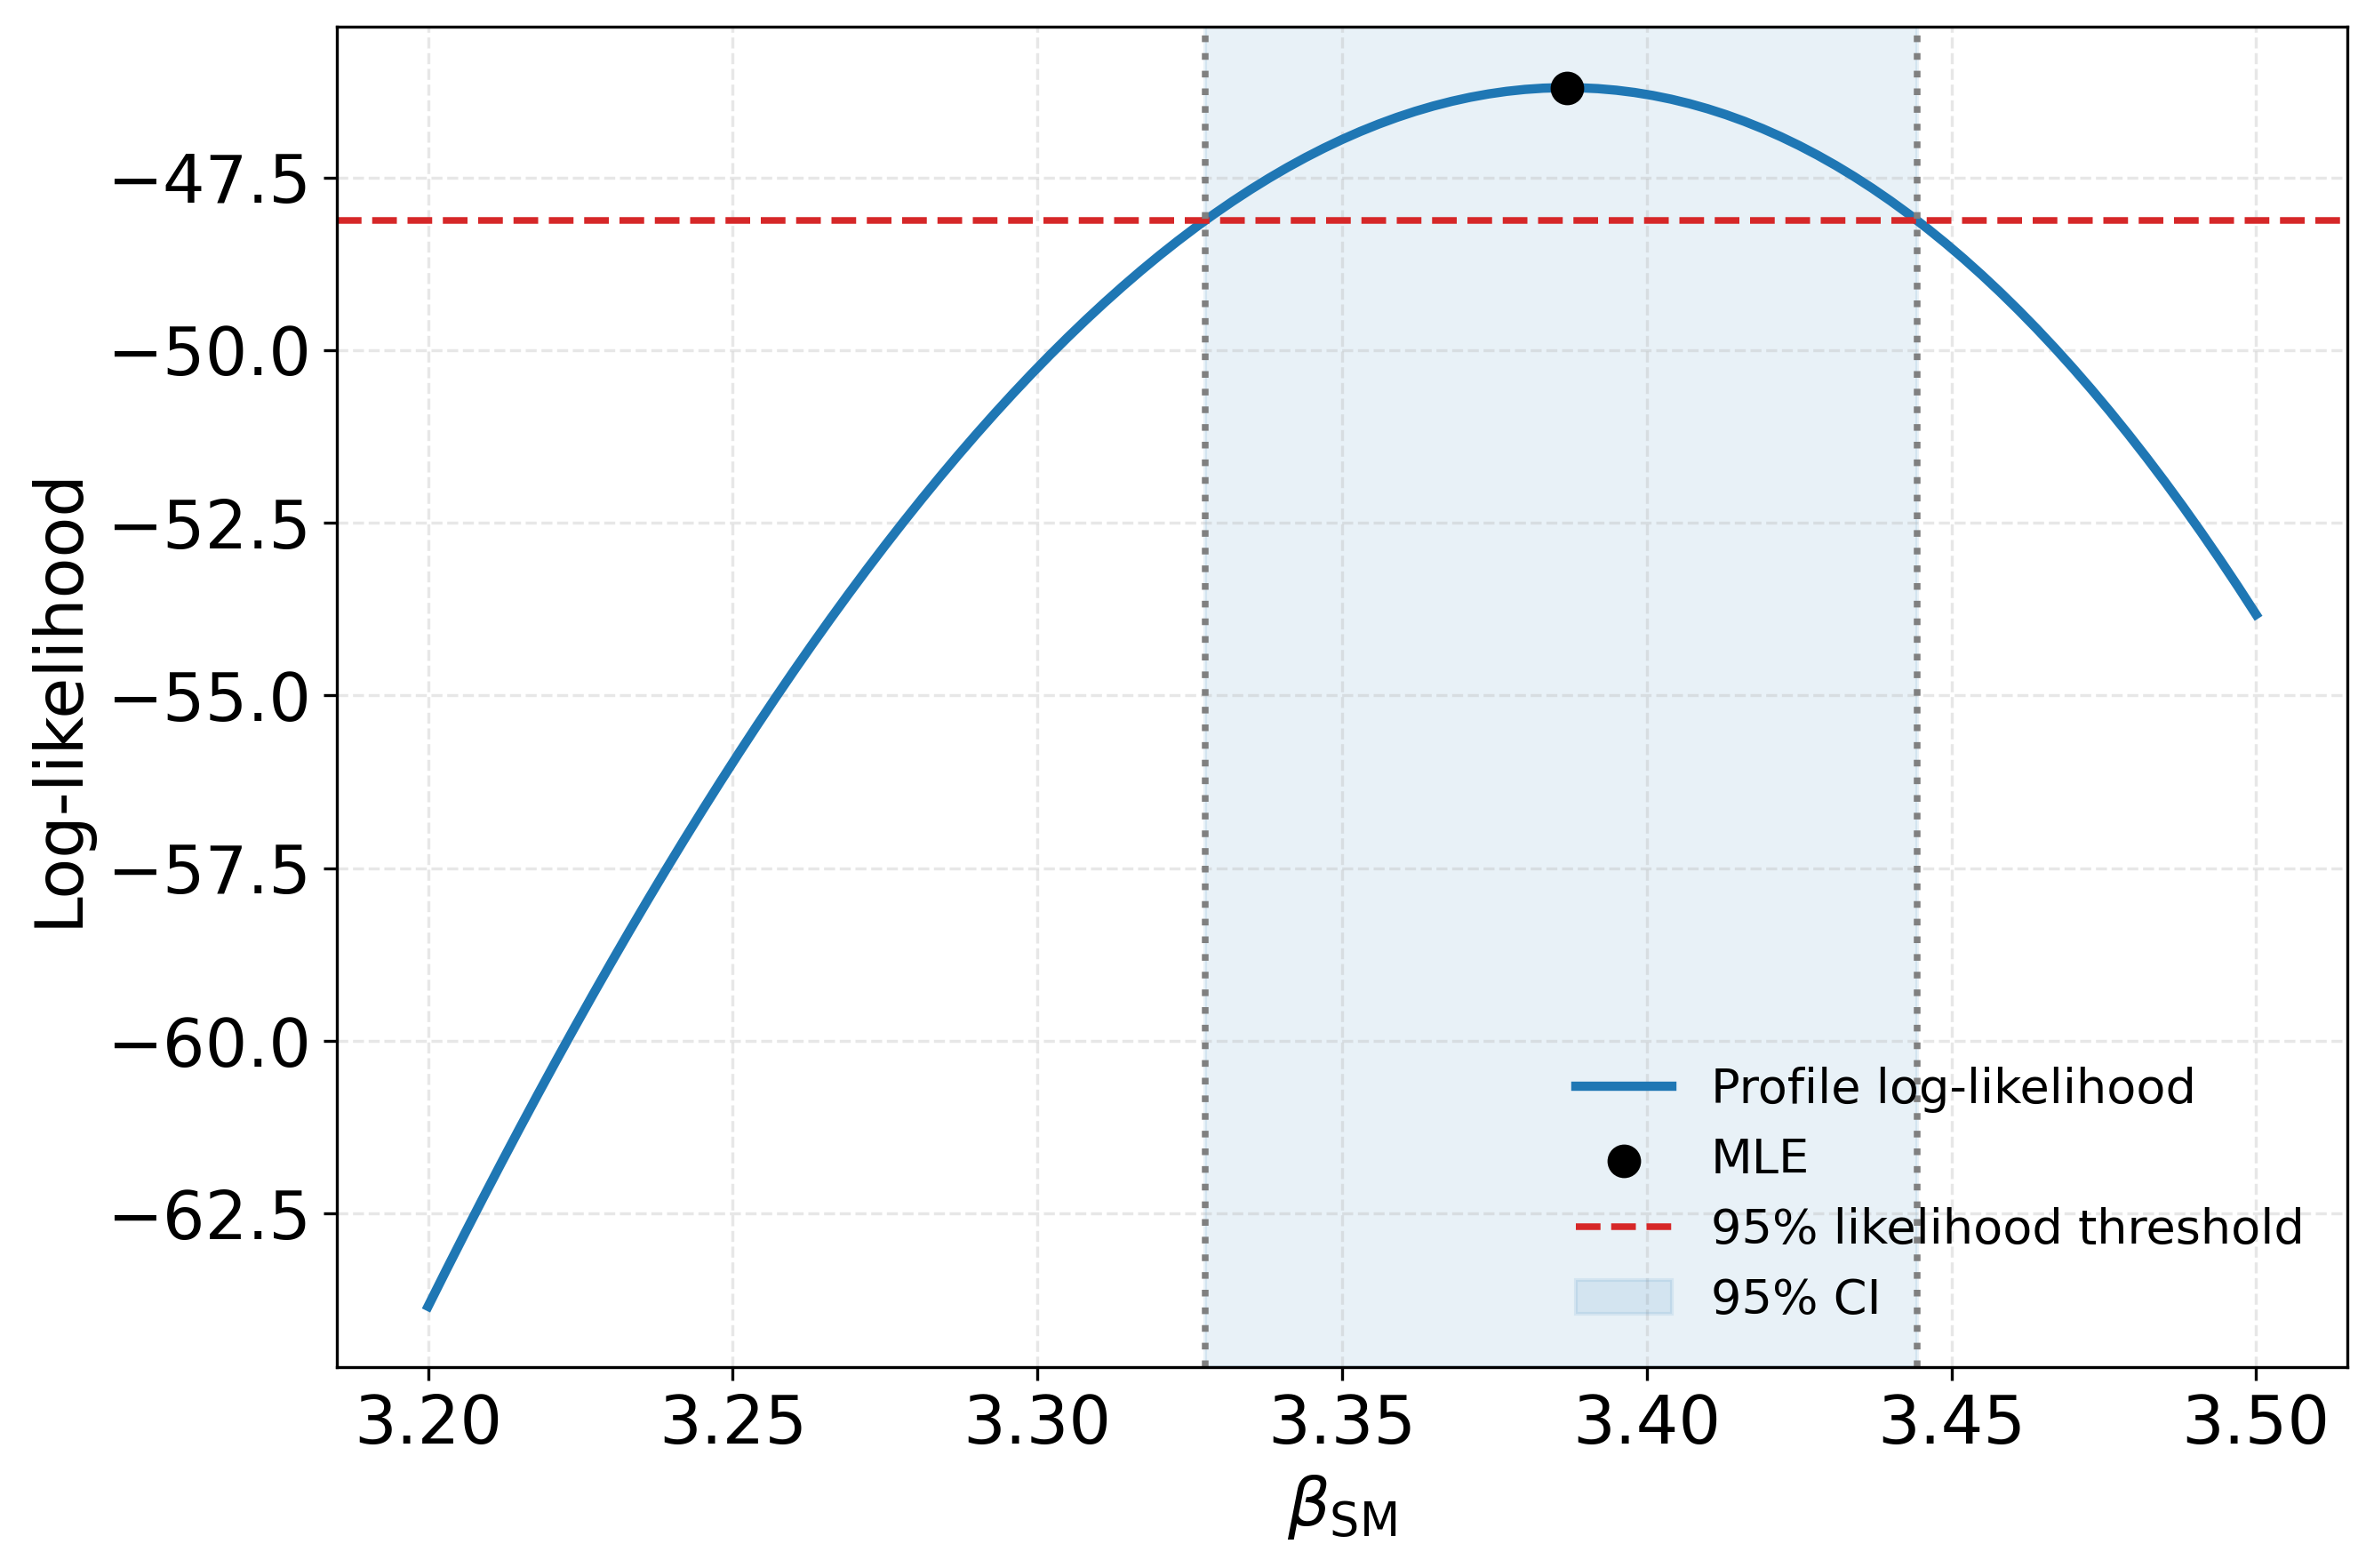 Log-likelihood
−47.5
−50.0
−52.5
−55.0
−57.5
−60.0
−62.5
Profile log-likelihood
MLE
95% likelihood threshold
95% CI
3.20 3.25 3.30 3.35 3.40 3.45 3.50
β_SM